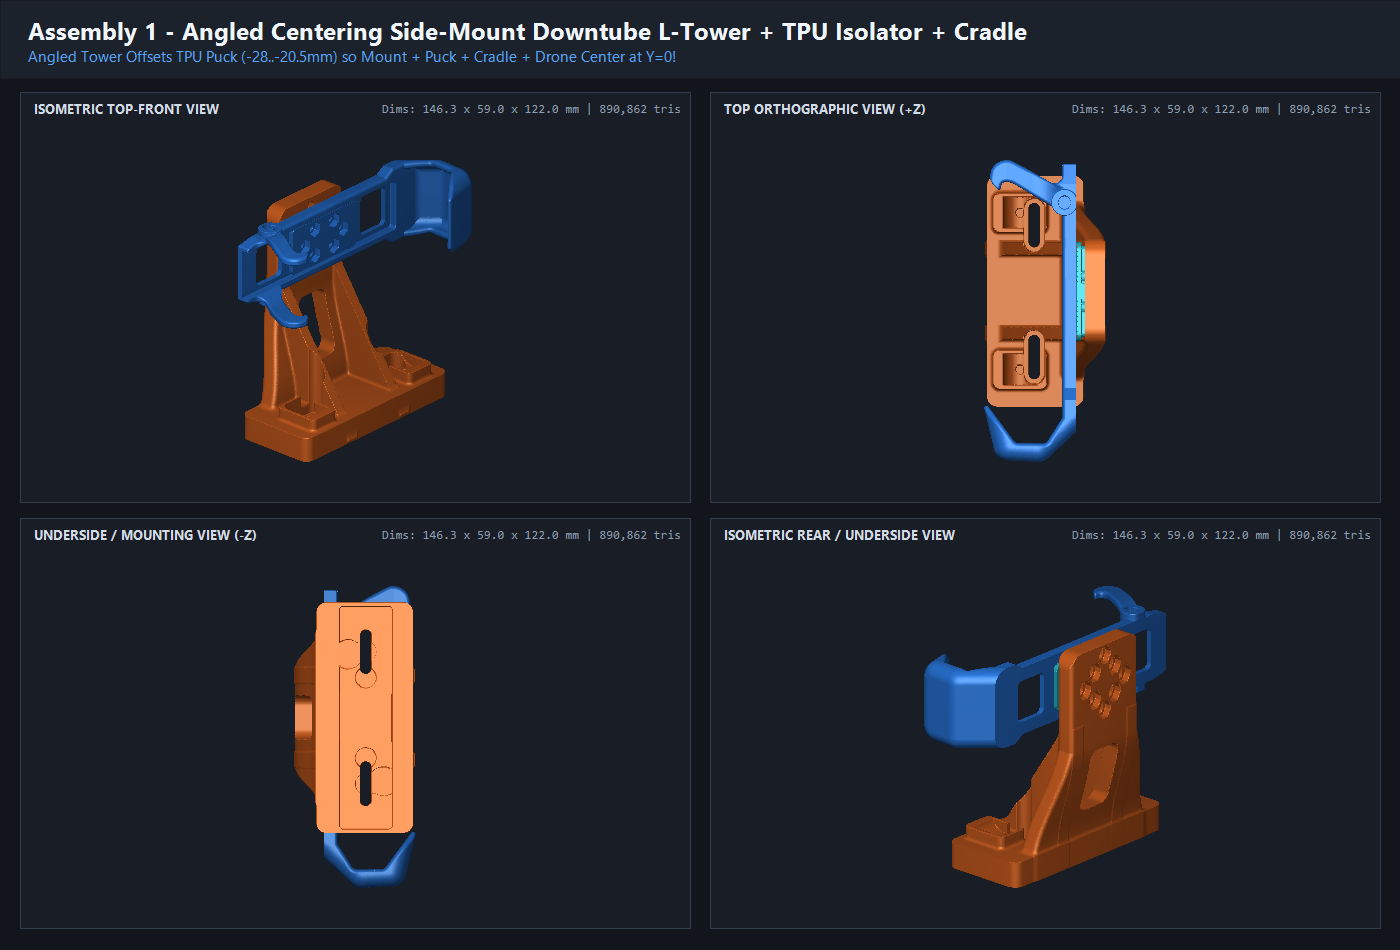 Assembly 1 - Angled Centering Side-Mount Downtube L-Tower + TPU Isolator + Cradle
Angled Tower Offsets TPU Puck (-28..-20.5mm) so Mount + Puck + Cradle + Drone Center at Y=0!
ISOMETRIC TOP-FRONT VIEW
Dims: 146.3 x 59.0 x 122.0 mm | 890,862 tris
TOP ORTHOGRAPHIC VIEW (+Z)
Dims: 146.3 x 59.0 x 122.0 mm | 890,862 tris
UNDERSIDE / MOUNTING VIEW (-Z)
Dims: 146.3 x 59.0 x 122.0 mm | 890,862 tris
ISOMETRIC REAR / UNDERSIDE VIEW
Dims: 146.3 x 59.0 x 122.0 mm | 890,862 tris